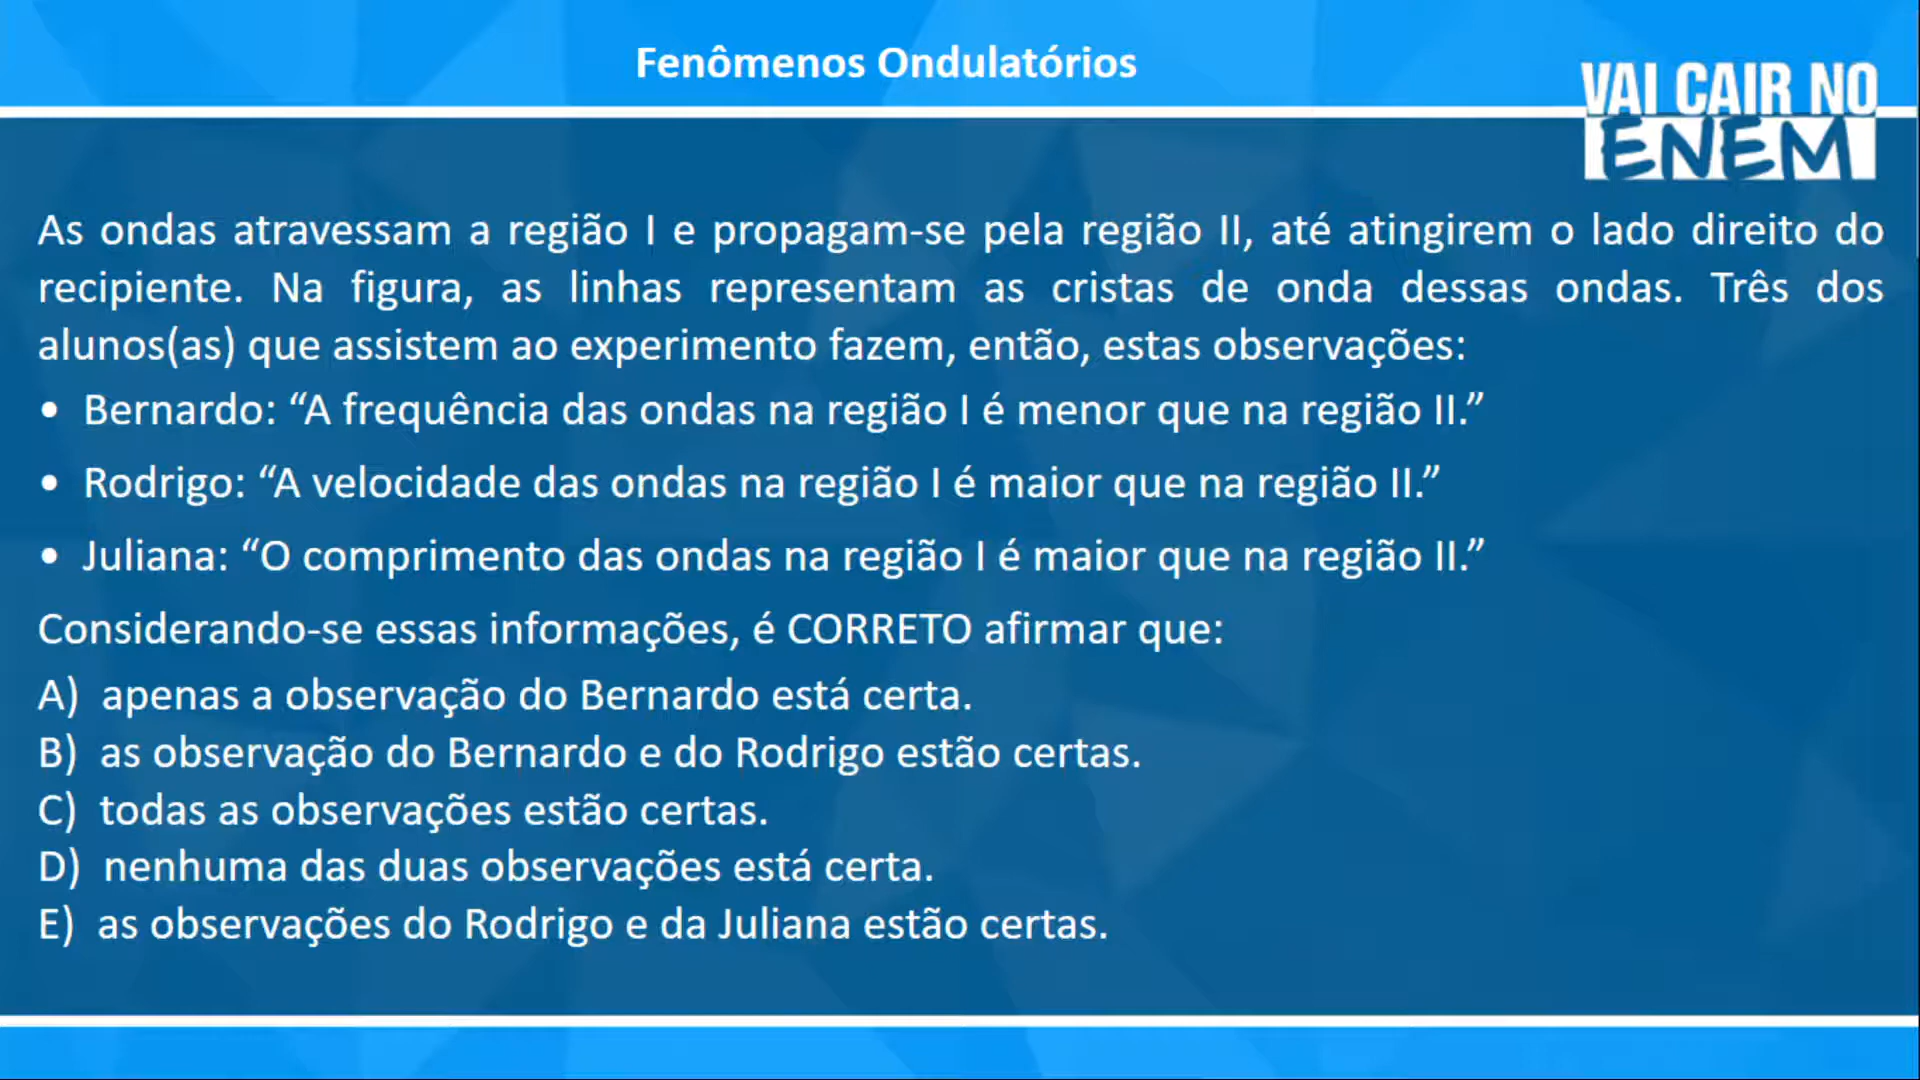 Fenômenos Ondulatórios
VAI CAIR NO
ENEM
As ondas atravessam a região I e propagam-se pela região II, até atingirem o lado direito do
recipiente. Na figura, as linhas representam as cristas de onda dessas ondas. Três dos
alunos(as) que assistem ao experimento fazem, então, estas observações:
• Bernardo: “A frequência das ondas na região I é menor que na região II.”
• Rodrigo: “A velocidade das ondas na região I é maior que na região II.”
• Juliana: “O comprimento das ondas na região I é maior que na região II.”
Considerando-se essas informações, é CORRETO afirmar que:
A) apenas a observação do Bernardo está certa.
B) as observação do Bernardo e do Rodrigo estão certas.
C) todas as observações estão certas.
D) nenhuma das duas observações está certa.
E) as observações do Rodrigo e da Juliana estão certas.